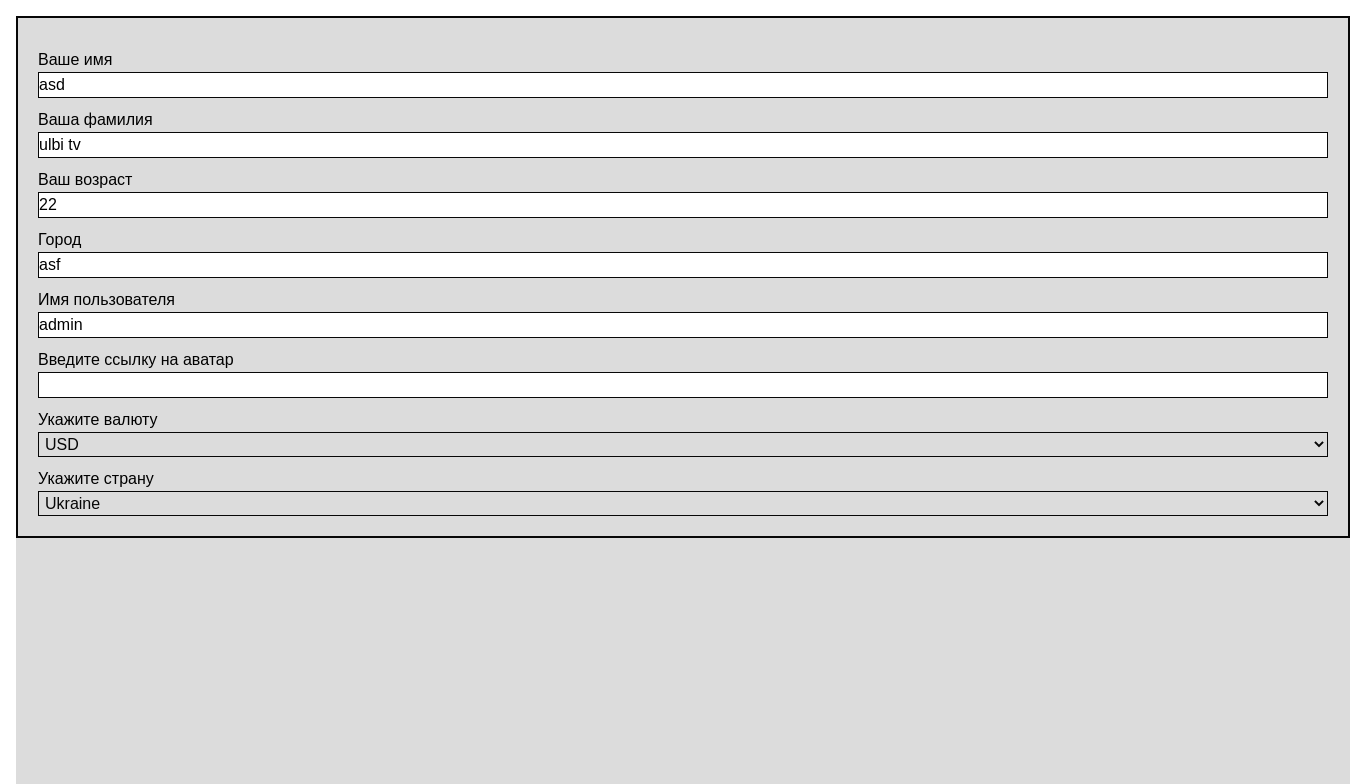 Ваше имя
asd
Ваша фамилия
ulbi tv
Ваш возраст
22
Город
asf
Имя пользователя
admin
Введите ссылку на аватар
Укажите валюту
USD
Укажите страну
Ukraine